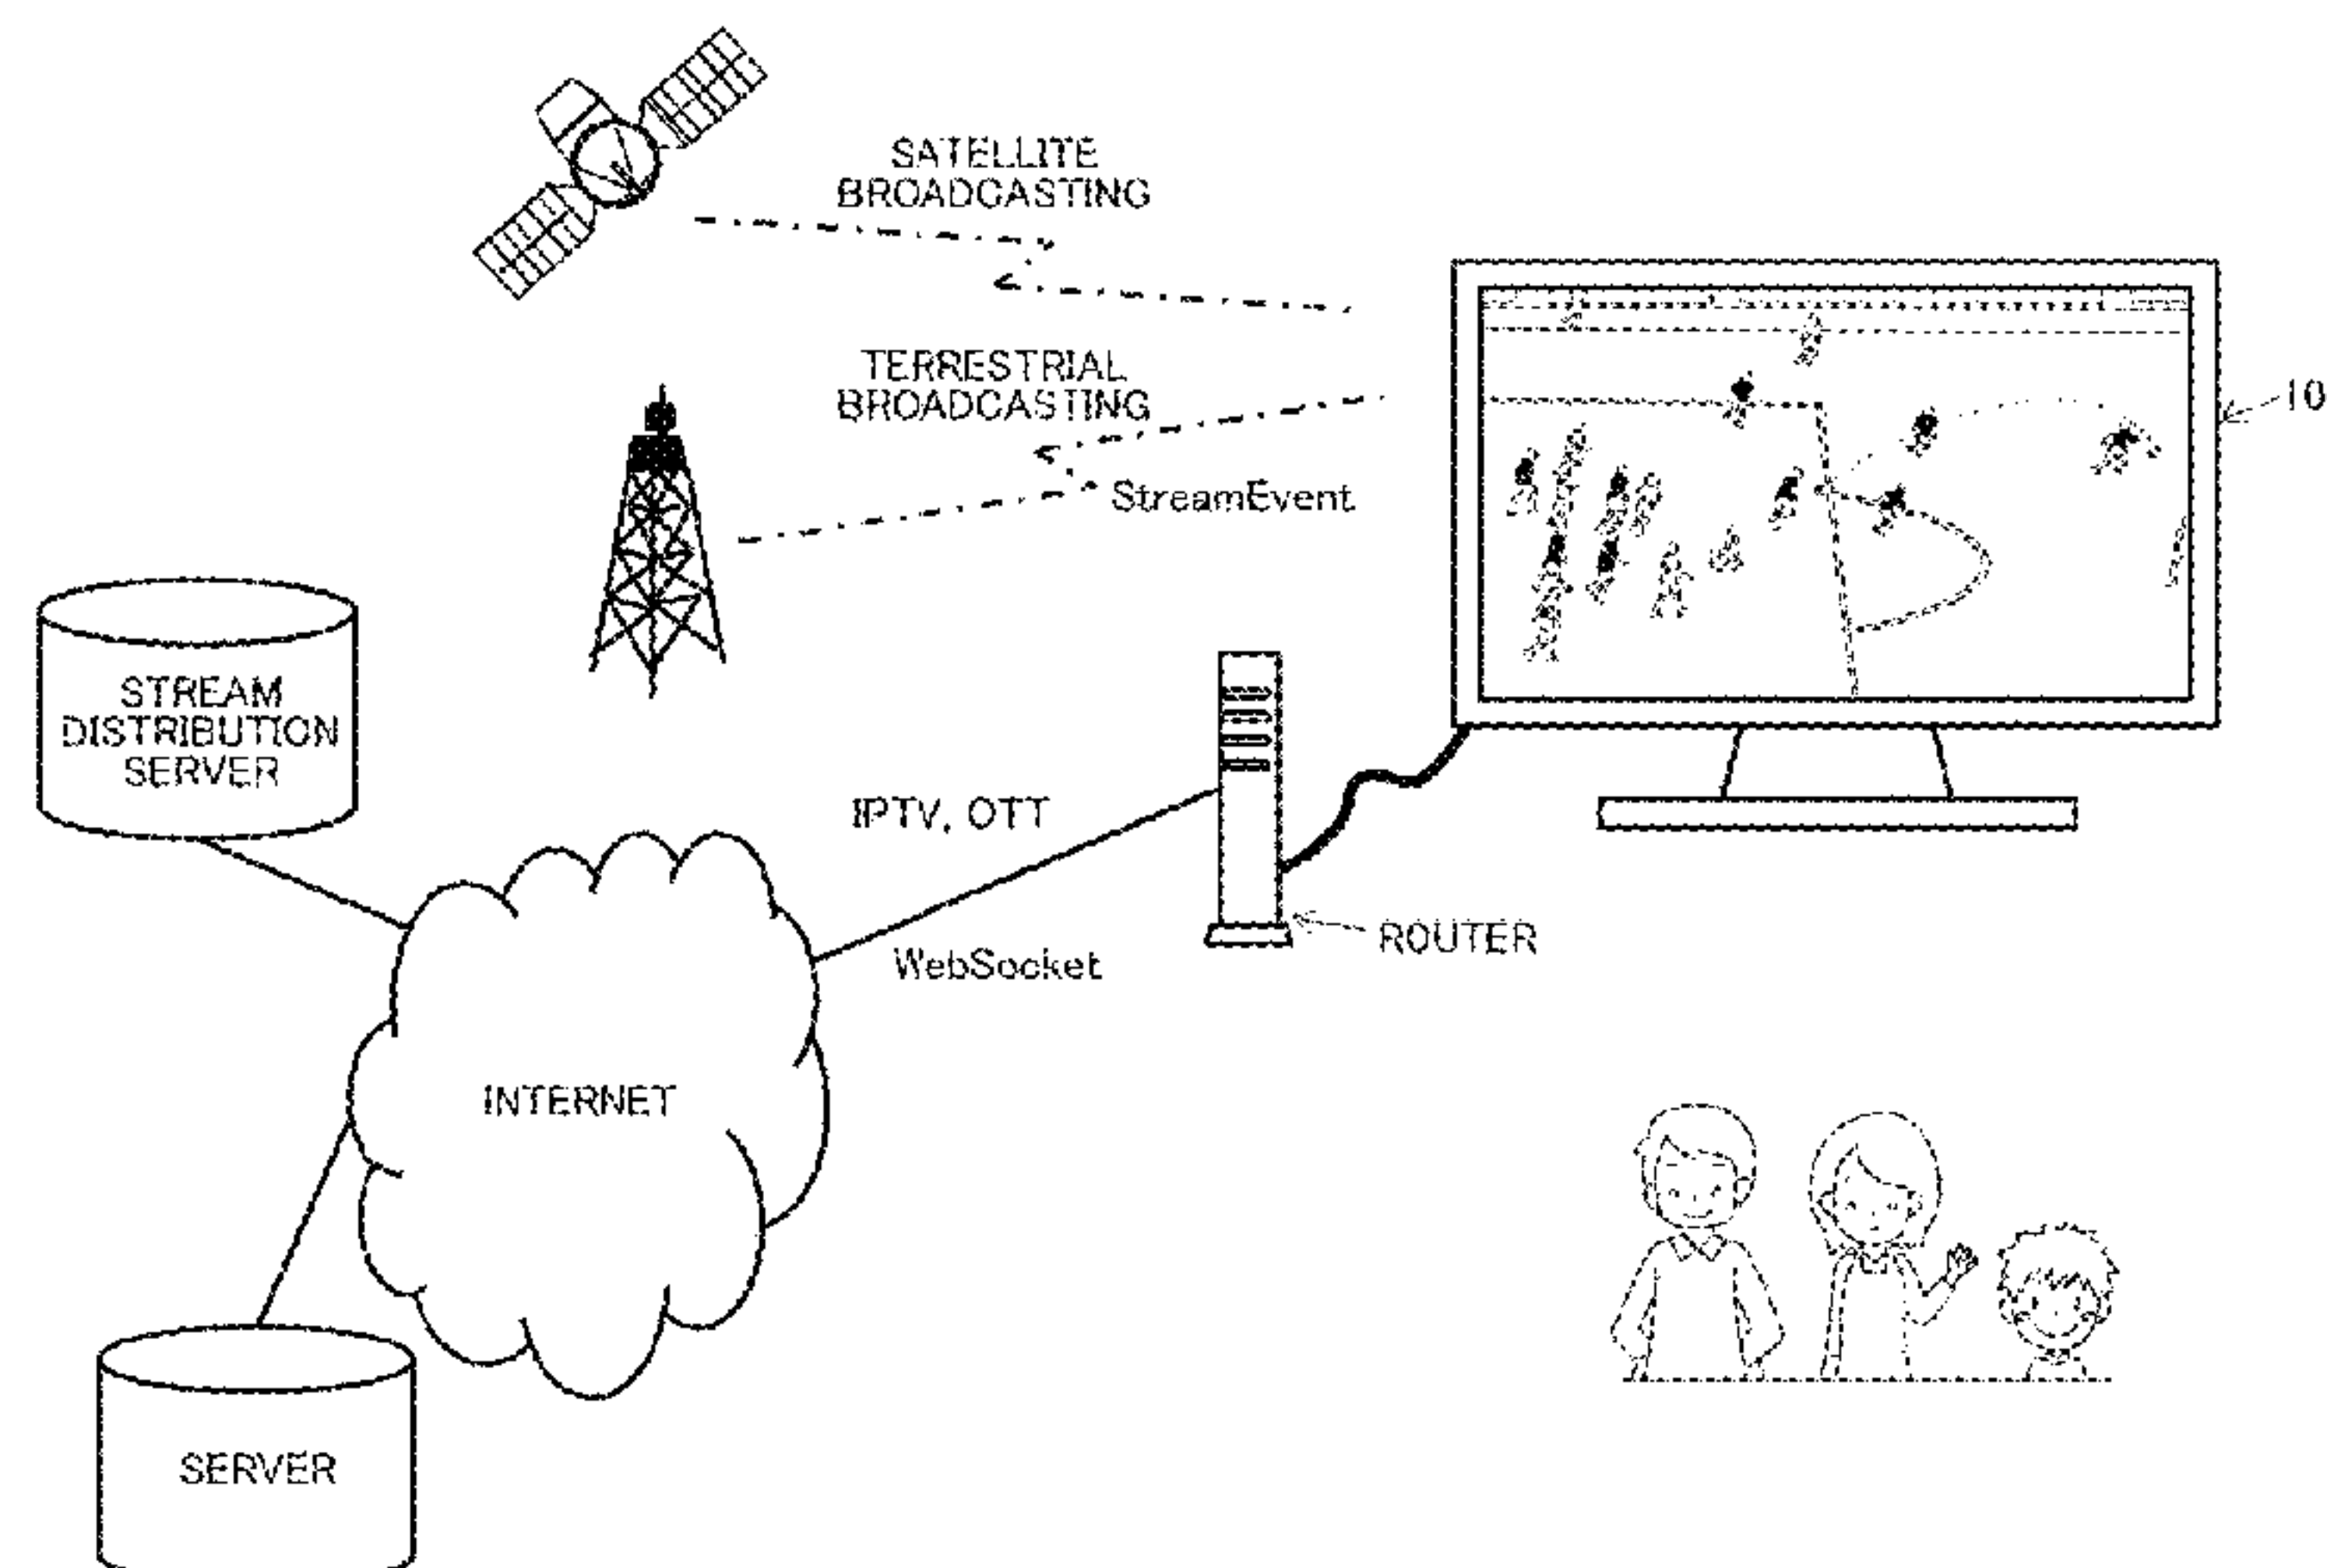 SATELLITE
BROADCASTING
TERRESTRIAL
BROADCASTING
StreamEvent
10
STREAM
DISTRIBUTION
SERVER
IPTV, OTT
ROUTER
WebSocket
INTERNET
SERVER